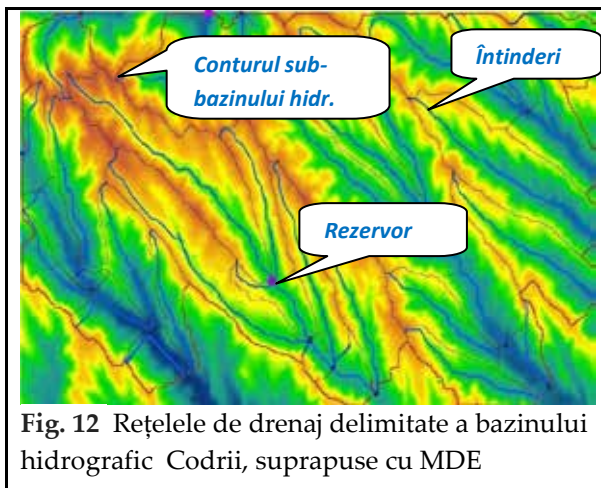 Conturul sub-
bazinului hidr.
Întinderi
Rezervor
Fig. 12 Rețelele de drenaj delimitate a bazinului
hidrografic Codrii, suprapuse cu MDE